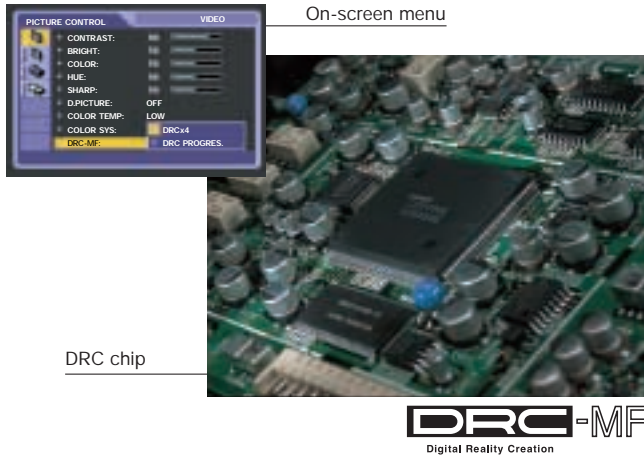 On-screen menu
PICTURE CONTROL VIDEO
CONTRAST:
BRIGHT:
COLOR:
HUE:
SHARP:
D.PICTURE: OFF
COLOR TEMP: LOW
COLOR SYS: DRCx4
DRC-MF: DRC PROGRES.
DRC chip
DRC-MF
Digital Reality Creation